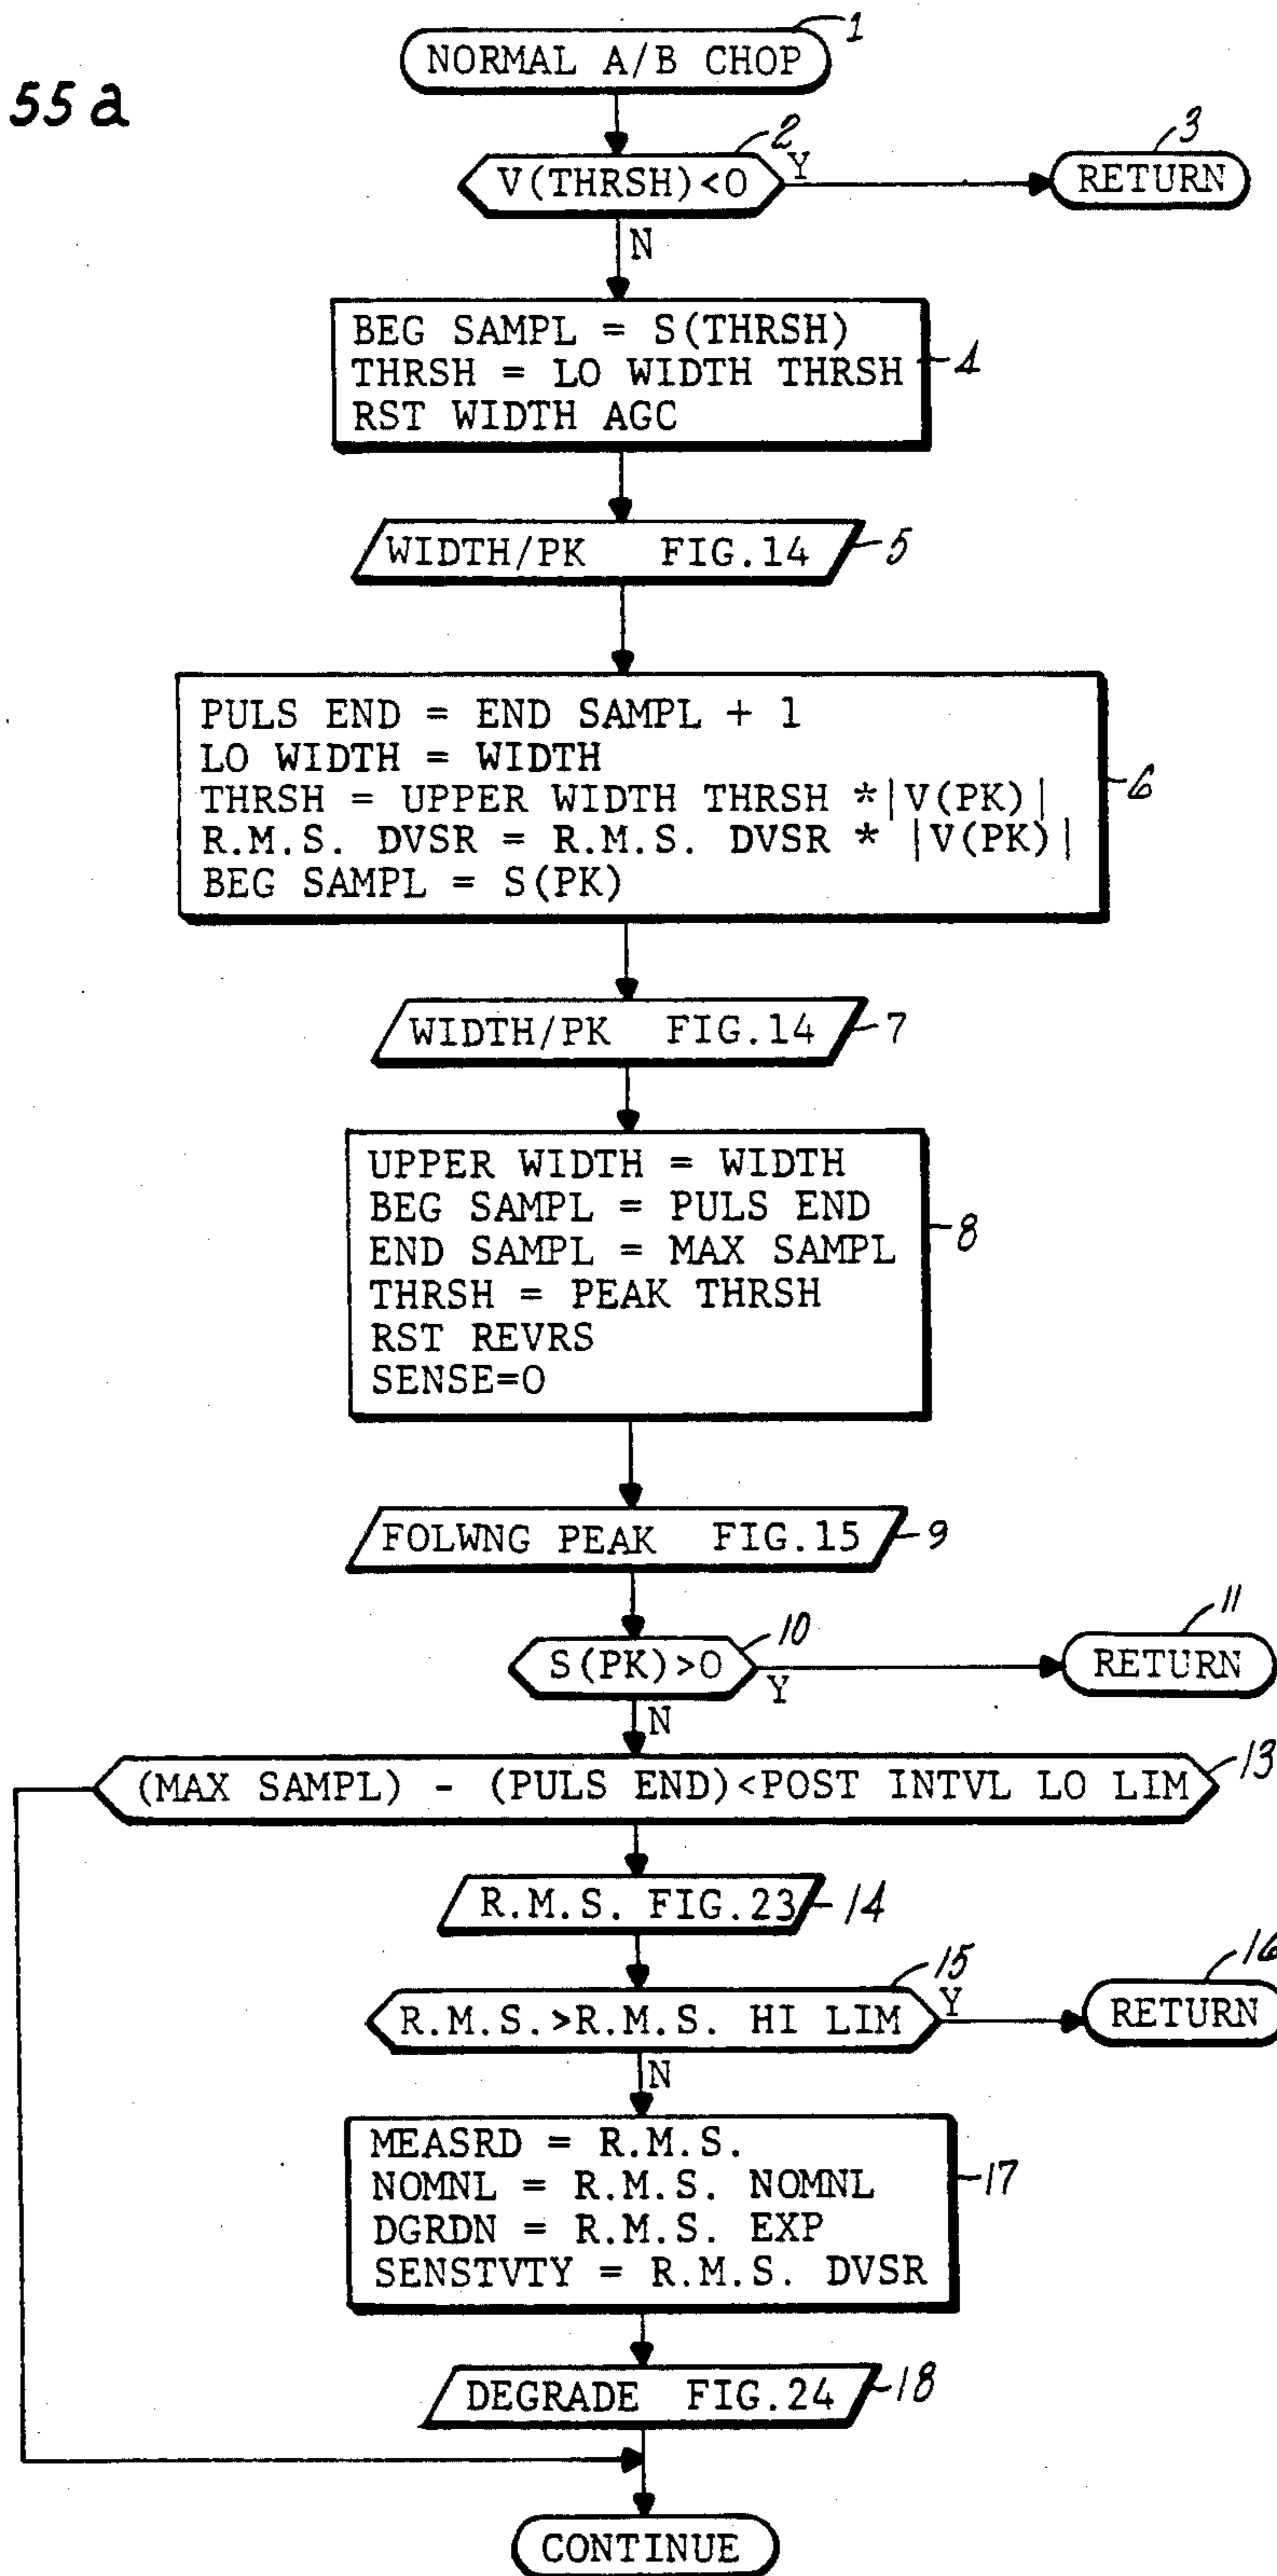 55a
NORMAL A/B CHOP
1
V(THRSH)<0
2
Y
RETURN
3
N
BEG SAMPL = S(THRSH)
THRSH = LO WIDTH THRSH
RST WIDTH AGC
4
WIDTH/PK FIG.14
5
PULS END = END SAMPL + 1
LO WIDTH = WIDTH
THRSH = UPPER WIDTH THRSH *|V(PK)|
R.M.S. DVSR = R.M.S. DVSR * |V(PK)|
BEG SAMPL = S(PK)
6
WIDTH/PK FIG.14
7
UPPER WIDTH = WIDTH
BEG SAMPL = PULS END
END SAMPL = MAX SAMPL
THRSH = PEAK THRSH
RST REVRS
SENSE=0
8
FOLWNG PEAK FIG.15
9
S(PK)>0
10
Y
RETURN
11
N
(MAX SAMPL) - (PULS END)<POST INTVL LO LIM
13
R.M.S. FIG.23
14
R.M.S.>R.M.S. HI LIM
15
Y
RETURN
16
N
MEASRD = R.M.S.
NOMNL = R.M.S. NOMNL
DGRDN = R.M.S. EXP
SENSTVTY = R.M.S. DVSR
17
DEGRADE FIG.24
18
CONTINUE